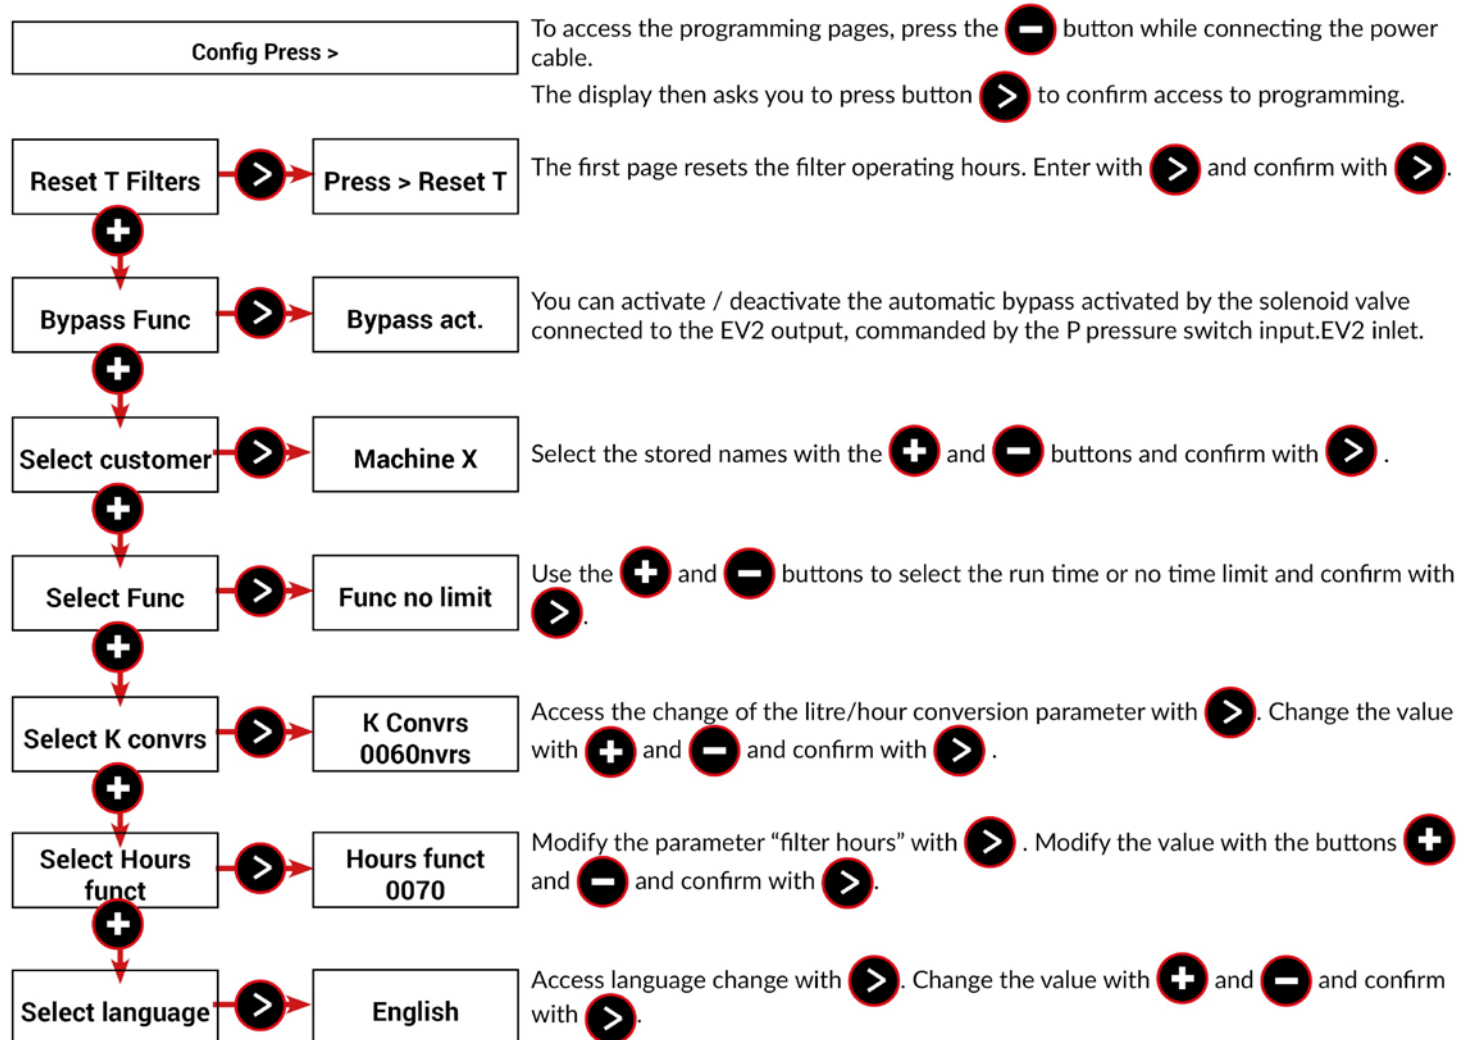 Config Press >
To access the programming pages, press the − button while connecting the power
cable.
The display then asks you to press button > to confirm access to programming.
Reset T Filters
>
Press > Reset T
The first page resets the filter operating hours. Enter with > and confirm with >.
+
Bypass Func
>
Bypass act.
You can activate / deactivate the automatic bypass activated by the solenoid valve
connected to the EV2 output, commanded by the P pressure switch input.EV2 inlet.
+
Select customer
>
Machine X
Select the stored names with the + and − buttons and confirm with > .
+
Select Func
>
Func no limit
Use the + and − buttons to select the run time or no time limit and confirm with
>.
+
Select K convrs
>
K Convrs
0060nvrs
Access the change of the litre/hour conversion parameter with >. Change the value
with + and − and confirm with > .
+
Select Hours
funct
>
Hours funct
0070
Modify the parameter “filter hours” with > . Modify the value with the buttons +
and − and confirm with >.
+
Select language
>
English
Access language change with >. Change the value with + and − and confirm
with >.